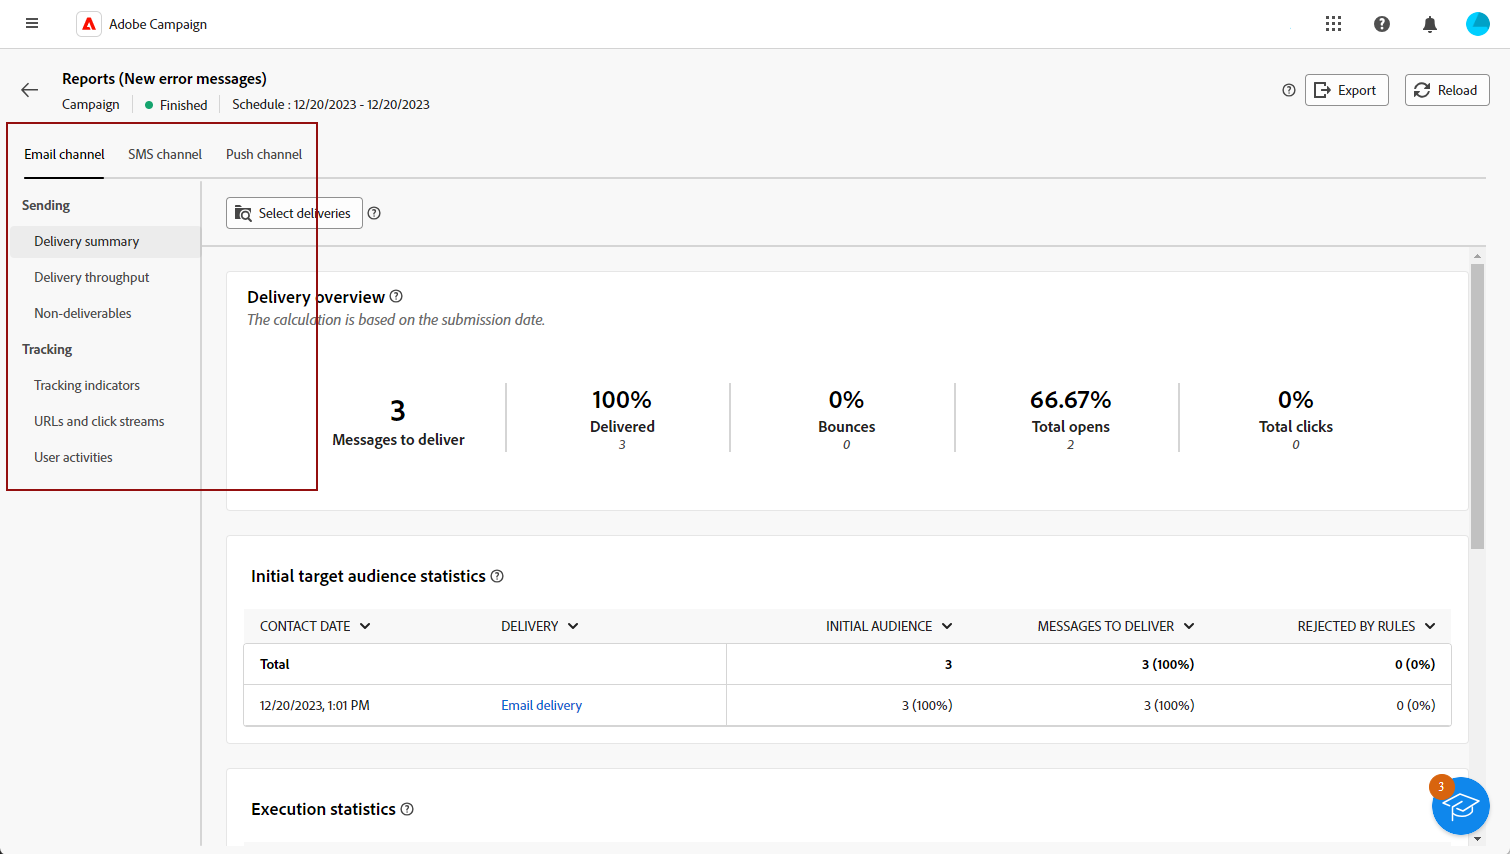 Adobe Campaign
Reports (New error messages)
Campaign Finished Schedule : 12/20/2023 - 12/20/2023
Export
Reload
Email channel SMS channel Push channel
Sending
Delivery summary
Delivery throughput
Non-deliverables
Tracking
Tracking indicators
URLs and click streams
User activities
Select deliveries
Delivery overview
The calculation is based on the submission date.
3
Messages to deliver
100%
Delivered
3
0%
Bounces
0
66.67%
Total opens
2
0%
Total clicks
0
Initial target audience statistics
CONTACT DATE DELIVERY INITIAL AUDIENCE MESSAGES TO DELIVER REJECTED BY RULES
Total 3 3 (100%) 0 (0%)
12/20/2023, 1:01 PM Email delivery 3 (100%) 3 (100%) 0 (0%)
Execution statistics
3